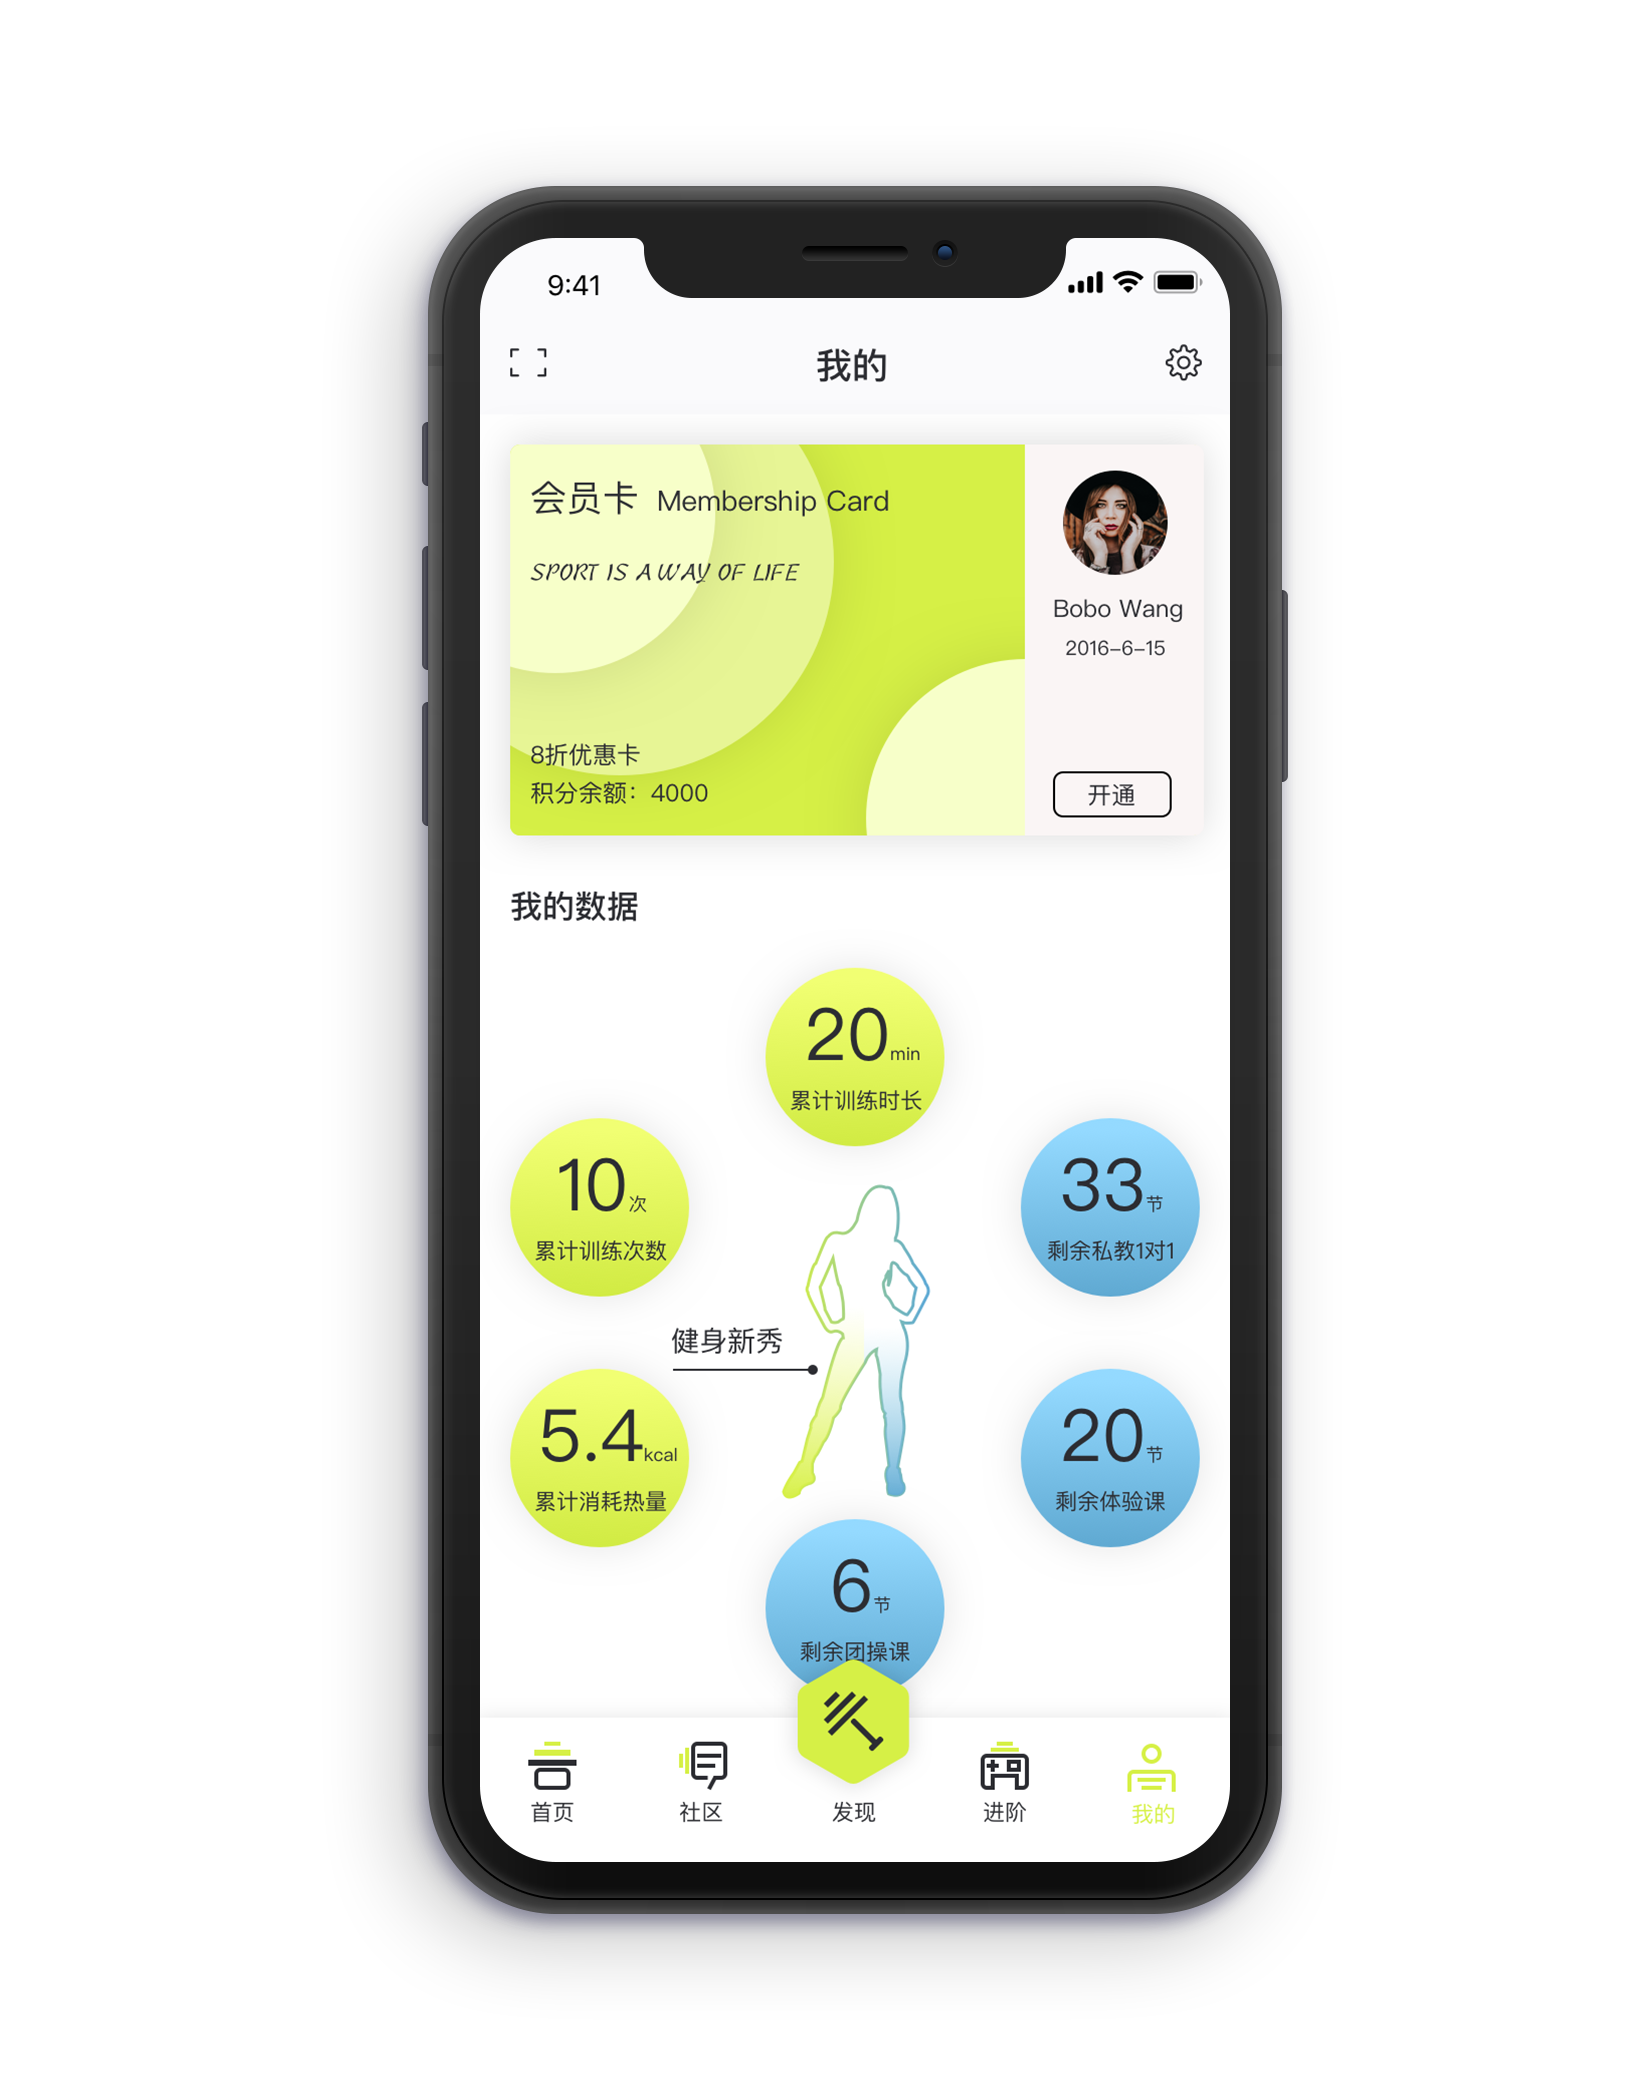 9:41
我的
会员卡 Membership Card
SPORT IS A WAY OF LIFE
8折优惠卡
积分余额：4000
Bobo Wang
2016-6-15
开通
我的数据
20min
累计训练时长
10次
累计训练次数
33节
剩余私教1对1
健身新秀
5.4kcal
累计消耗热量
20节
剩余体验课
6节
剩余团操课
首页
社区
发现
进阶
我的